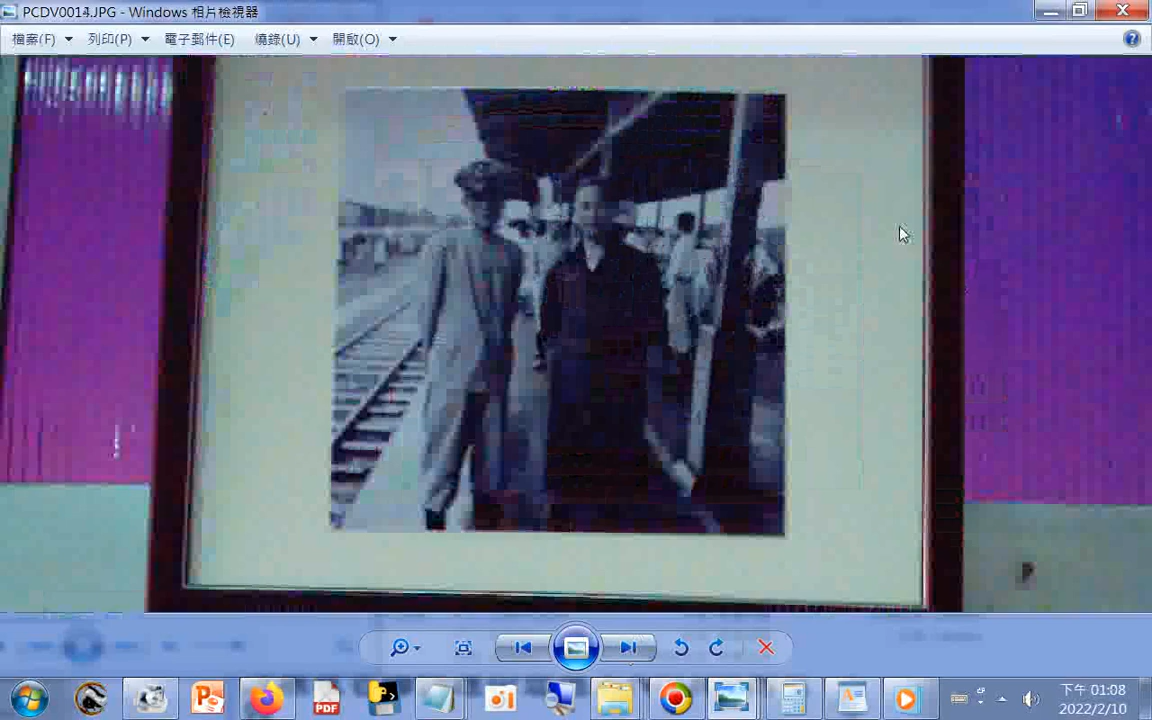 PCDV0014.JPG - Windows 相片檢視器
檔案(F) 列印(P) 電子郵件(E) 燒錄(U) 開啟(O)
PDF
下午 01:08
2022/2/10